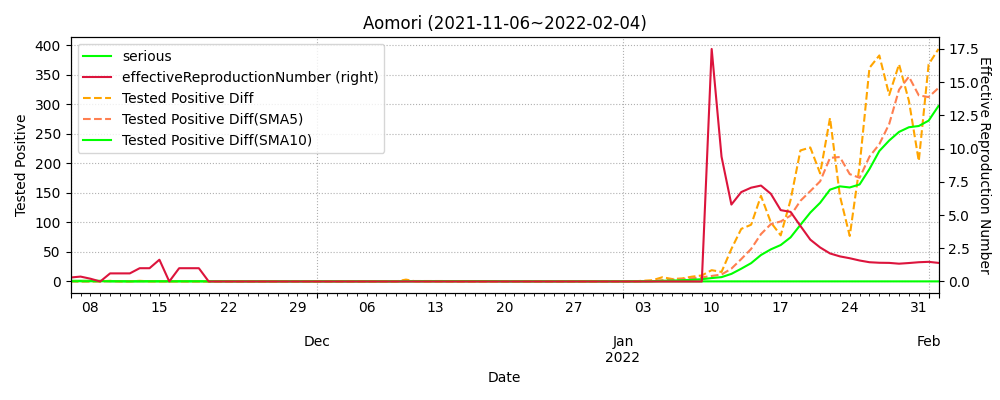 Aomori (2021-11-06~2022-02-04)
serious
effectiveReproductionNumber (right)
Tested Positive Diff
Tested Positive Diff(SMA5)
Tested Positive Diff(SMA10)
Tested Positive
400
350
300
250
200
150
100
50
0
17.5
15.0
12.5
10.0
7.5
5.0
2.5
0.0
Effective Reproduction Number
08 15 22 29 06 13 20 27 03 10 17 24 31
Dec Jan Feb
2022
Date